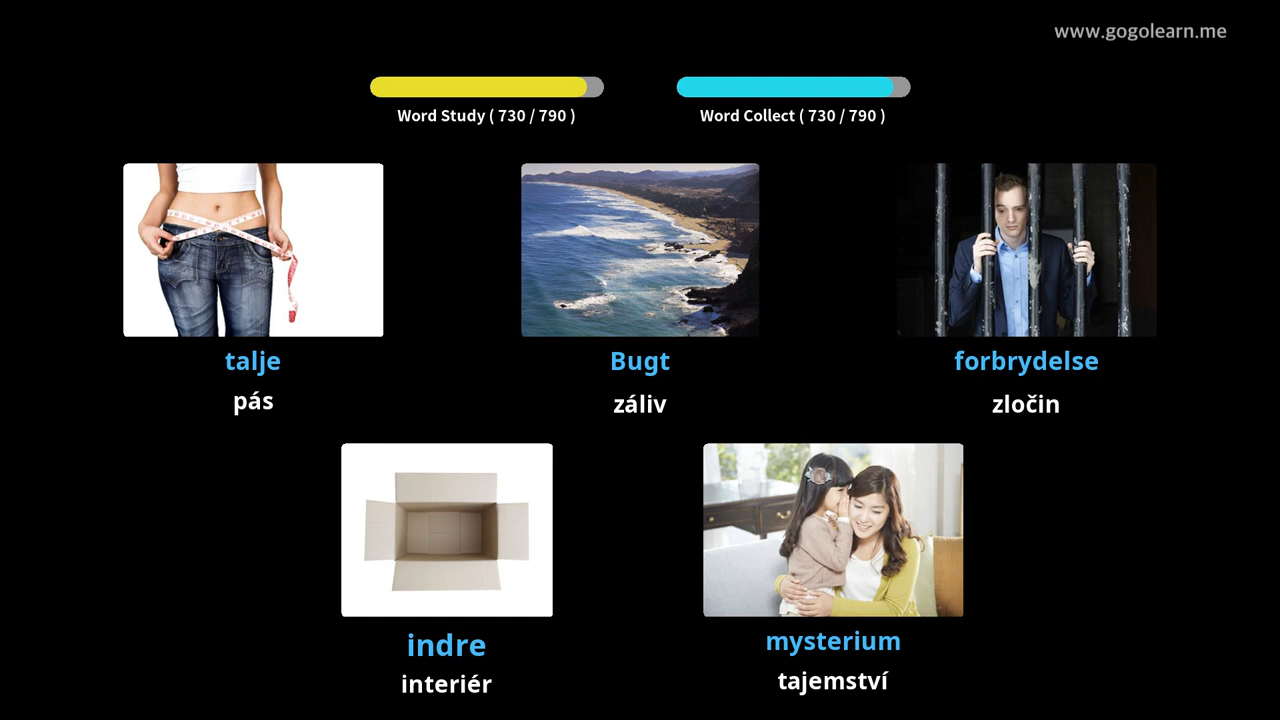 www.gogolearn.me
Word Study ( 730 / 790 )
Word Collect ( 730 / 790 )
talje
pás
Bugt
záliv
forbrydelse
zločin
indre
interiér
mysterium
tajemství